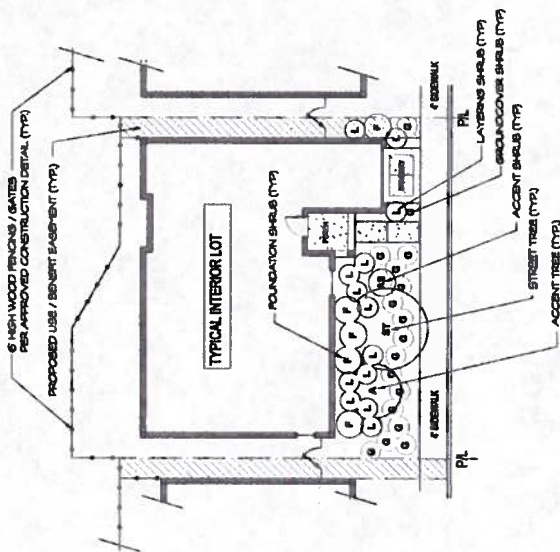 6' HIGH WOOD FENCING / GATES
PER APPROVED CONSTRUCTION DETAIL (TYP.)
PROPOSED USE / BENEFIT EASEMENT (TYP.)
TYPICAL INTERIOR LOT
FOUNDATION SHRUB (TYP.)
PORCH
F
F
F
F
F
F
L
L
L
L
L
L
L
L
L
L
L
L
G
G
G
G
G
G
G
G
G
G
G
A
ST
AS
4' SIDEWALK
4' SIDEWALK
P/L
P/L
LAYERING SHRUB (TYP.)
GROUNDCOVER SHRUB (TYP.)
ACCENT SHRUB (TYP.)
STREET TREE (TYP.)
ACCENT TREE (TYP.)